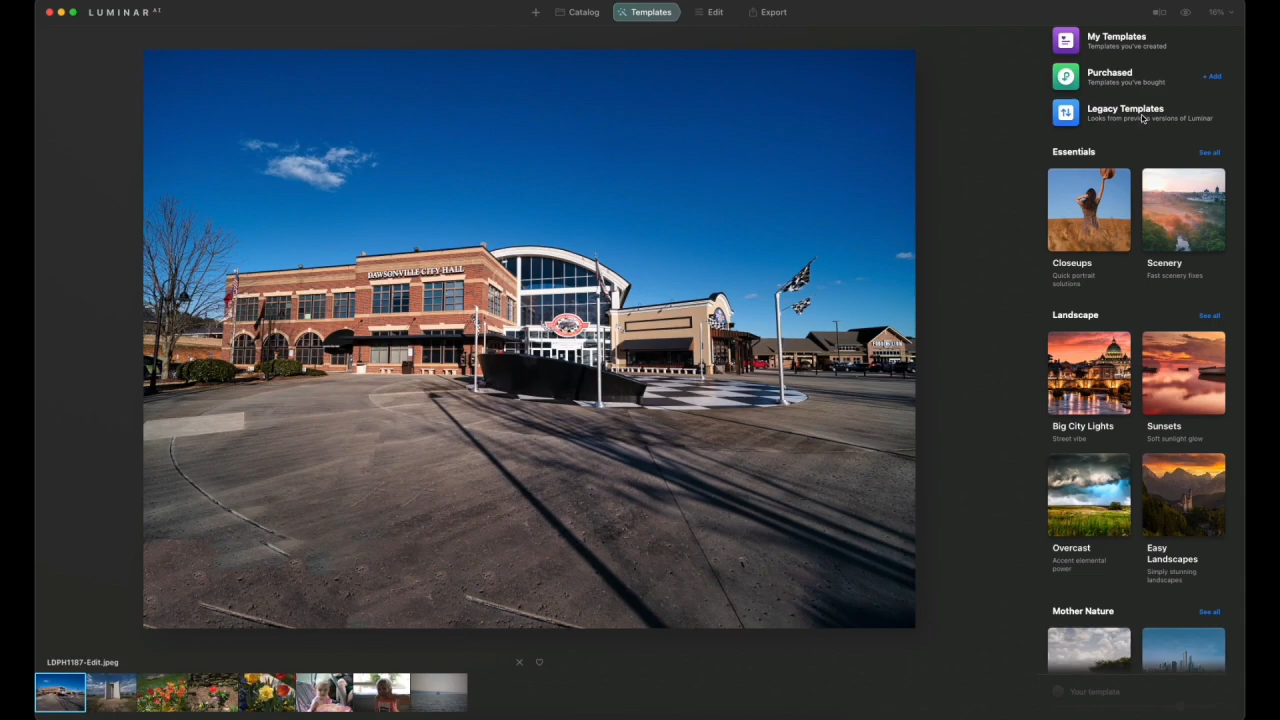 LUMINAR AI
Catalog
Templates
Edit
Export
16%
My Templates
Templates you've created
Purchased
Templates you've bought
+ Add
Legacy Templates
Looks from previous versions of Luminar
Essentials
See all
DAWSONVILLE CITY HALL
Closeups
Quick portrait
solutions
Scenery
Fast scenery fixes
Landscape
See all
Big City Lights
Street vibe
Sunsets
Soft sunlight glow
Overcast
Accent elemental
power
Easy
Landscapes
Simply stunning
landscapes
Mother Nature
See all
LDPH1187-Edit.jpeg
Your template